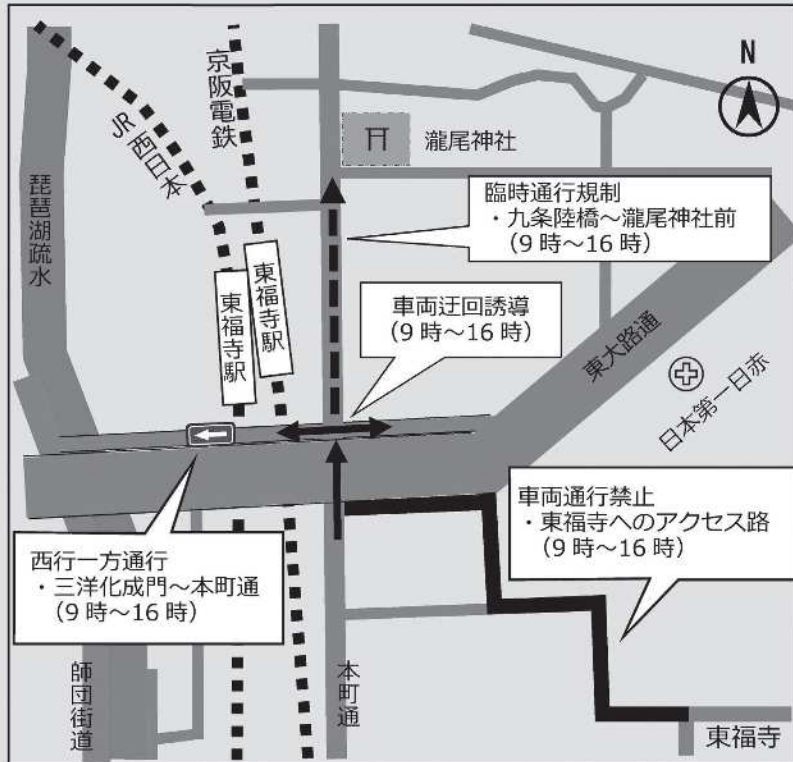 N
京阪電鉄
JR西日本
瀧尾神社
琵琶湖疏水
臨時通行規制
・九条陸橋～瀧尾神社前
（9時～16時）
東福寺駅
東福寺駅
車両迂回誘導
（9時～16時）
東大路通
日本第一日赤
車両通行禁止
・東福寺へのアクセス路
（9時～16時）
西行一方通行
・三洋化成門～本町通
（9時～16時）
師団街道
本町通
東福寺